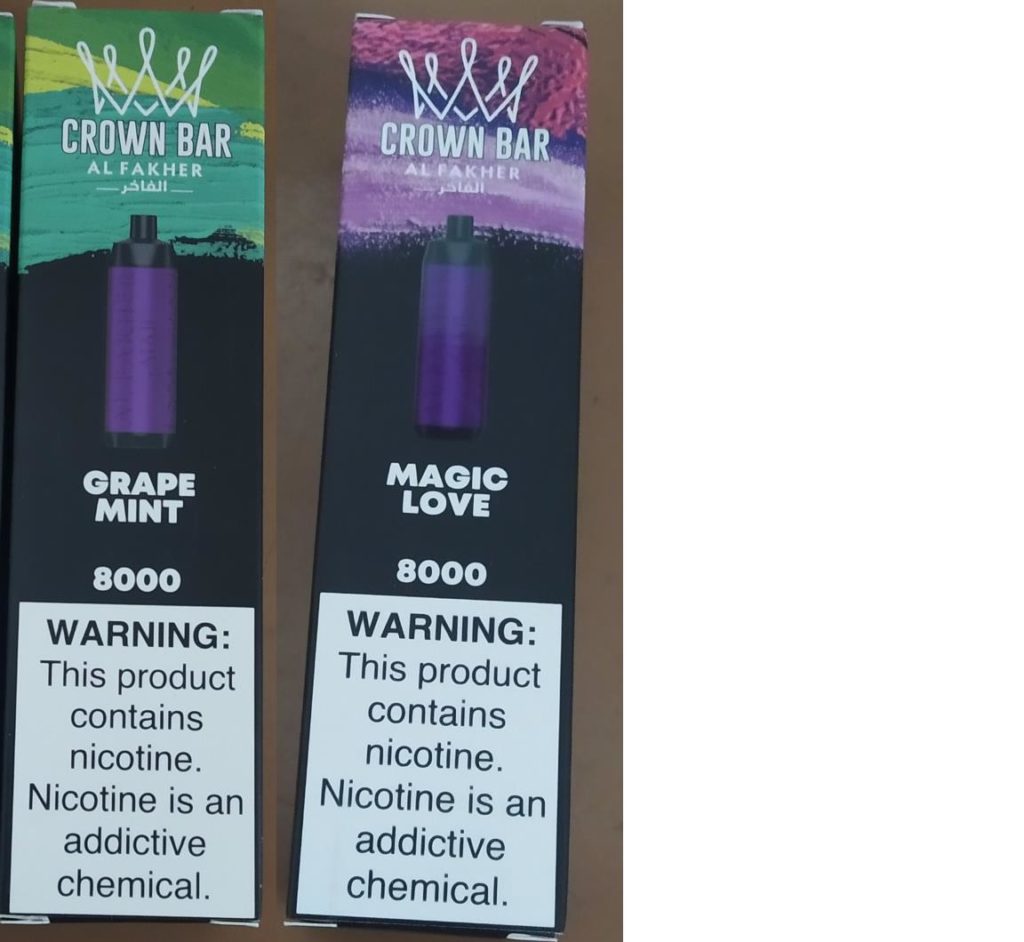 CROWN BAR
AL FAKHER
الفاخر
GRAPE
MINT
8000
WARNING:
This product
contains
nicotine.
Nicotine is an
addictive
chemical.
CROWN BAR
AL FAKHER
الفاخر
MAGIC
LOVE
8000
WARNING:
This product
contains
nicotine.
Nicotine is an
addictive
chemical.